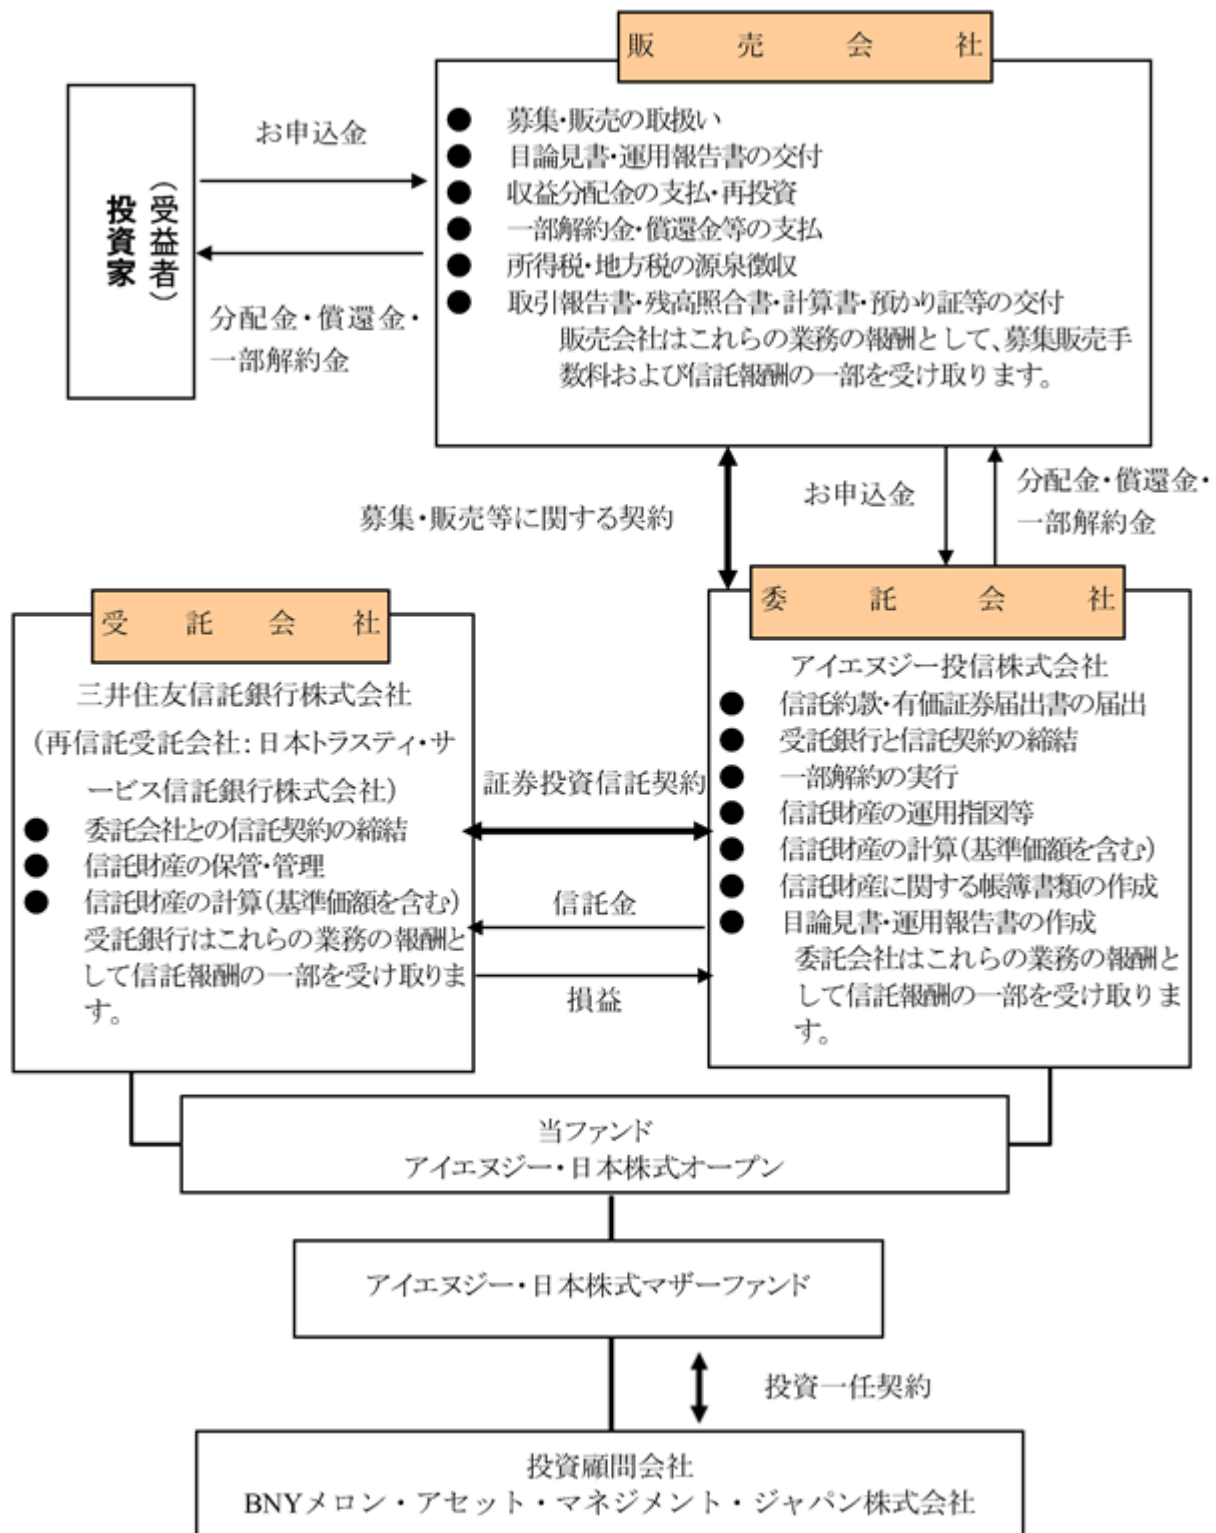 販売会社
お申込金
投資家
（受益者）
分配金・償還金・
一部解約金
● 募集・販売の取扱い
● 目論見書・運用報告書の交付
● 収益分配金の支払・再投資
● 一部解約金・償還金等の支払
● 所得税・地方税の源泉徴収
● 取引報告書・残高照合書・計算書・預かり証等の交付
販売会社はこれらの業務の報酬として、募集販売手
数料および信託報酬の一部を受け取ります。
募集・販売等に関する契約
お申込金
分配金・償還金・
一部解約金
受託会社
三井住友信託銀行株式会社
（再信託受託会社：日本トラスティ・サ
ービス信託銀行株式会社）
● 委託会社との信託契約の締結
● 信託財産の保管・管理
● 信託財産の計算（基準価額を含む）
受託銀行はこれらの業務の報酬と
して信託報酬の一部を受け取りま
す。
証券投資信託契約
信託金
損益
委託会社
アイエヌジー投信株式会社
● 信託約款・有価証券届出書の届出
● 受託銀行と信託契約の締結
● 一部解約の実行
● 信託財産の運用指図等
● 信託財産の計算（基準価額を含む）
● 信託財産に関する帳簿書類の作成
● 目論見書・運用報告書の作成
委託会社はこれらの業務の報酬と
して信託報酬の一部を受け取りま
す。
当ファンド
アイエヌジー・日本株式オープン
アイエヌジー・日本株式マザーファンド
投資一任契約
投資顧問会社
BNYメロン・アセット・マネジメント・ジャパン株式会社